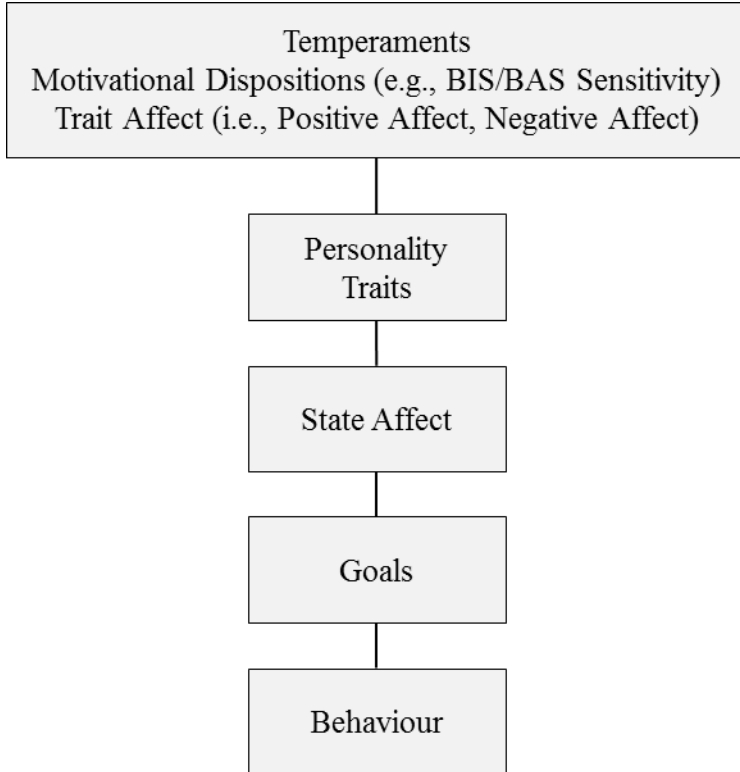 Temperaments
Motivational Dispositions (e.g., BIS/BAS Sensitivity)
Trait Affect (i.e., Positive Affect, Negative Affect)
Personality
Traits
State Affect
Goals
Behaviour